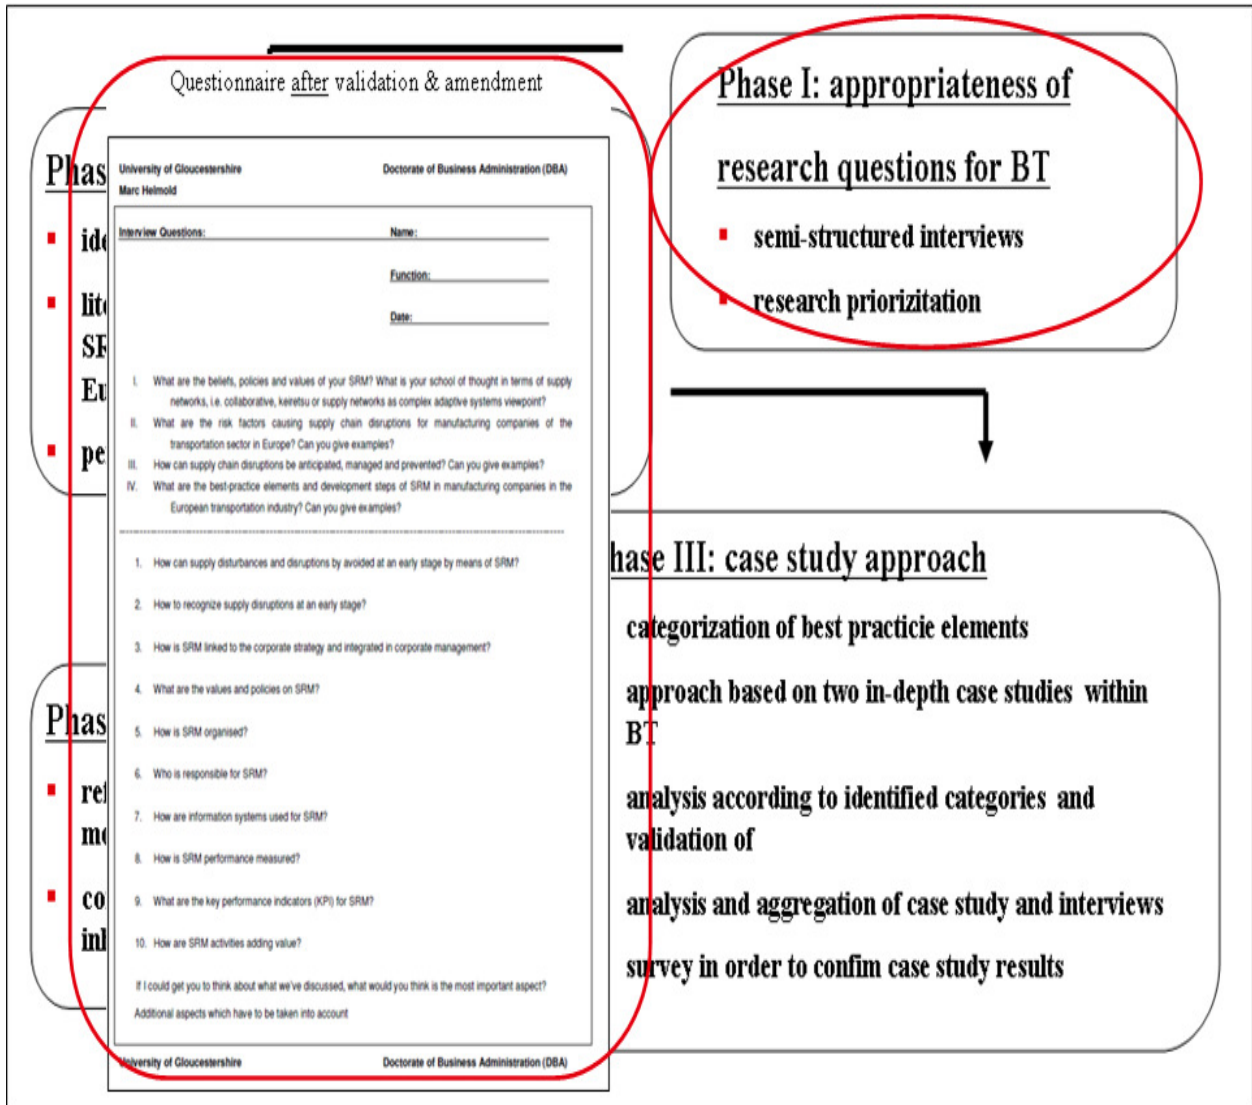 Questionnaire after validation & amendment
University of Gloucestershire Doctorate of Business Administration (DBA)
Marc Helmold
Interview Questions: Name:
Function:
Date:
I. What are the beliefs, policies and values of your SRM? What is your school of thought in terms of supply
networks, i.e. collaborative, keiretsu or supply networks as complex adaptive systems viewpoint?
II. What are the risk factors causing supply chain disruptions for manufacturing companies of the
transportation sector in Europe? Can you give examples?
III. How can supply chain disruptions be anticipated, managed and prevented? Can you give examples?
IV. What are the best-practice elements and development steps of SRM in manufacturing companies in the
European transportation industry? Can you give examples?
1. How can supply disturbances and disruptions by avoided at an early stage by means of SRM?
2. How to recognize supply disruptions at an early stage?
3. How is SRM linked to the corporate strategy and integrated in corporate management?
4. What are the values and policies on SRM?
5. How is SRM organised?
6. Who is responsible for SRM?
7. How are information systems used for SRM?
8. How is SRM performance measured?
9. What are the key performance indicators (KPI) for SRM?
10. How are SRM activities adding value?
If I could get you to think about what we've discussed, what would you think is the most important aspect?
Additional aspects which have to be taken into account
University of Gloucestershire Doctorate of Business Administration (DBA)
Phas
ide
lite
SR
Eu
pe
Phas
ref
me
co
inh
Phase I: appropriateness of
research questions for BT
semi-structured interviews
research priorizitation
hase III: case study approach
categorization of best practicie elements
approach based on two in-depth case studies within
BT
analysis according to identified categories and
validation of
analysis and aggregation of case study and interviews
survey in order to confim case study results